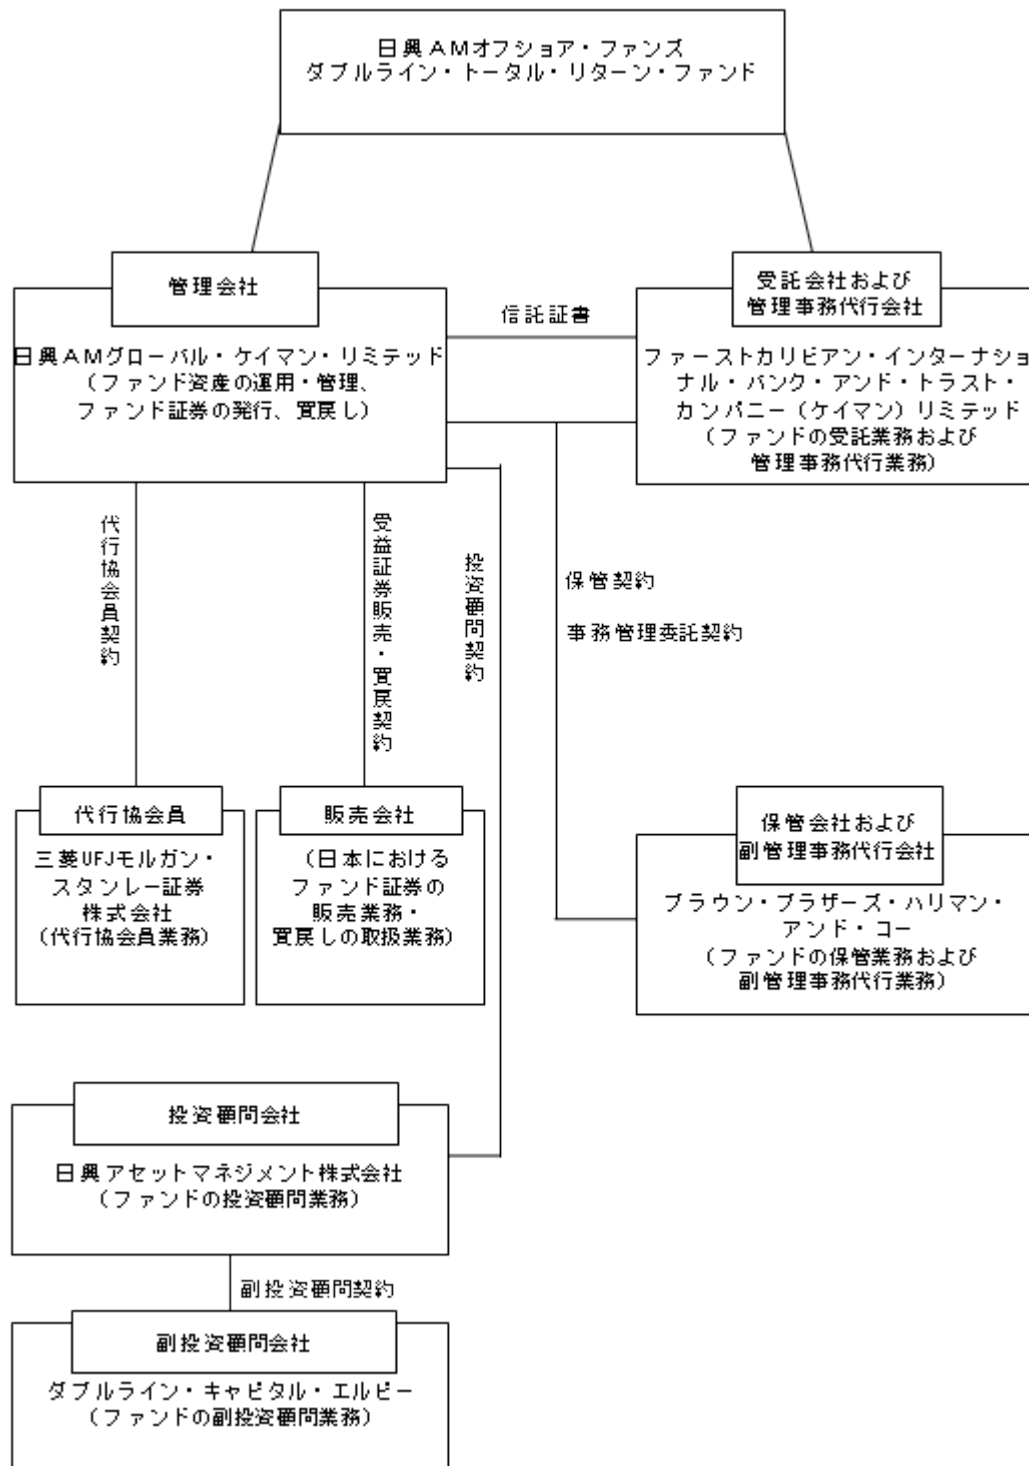 日興AMオフショア・ファンズ
ダブルライン・トータル・リターン・ファンド
管理会社
日興AMグローバル・ケイマン・リミテッド
(ファンド資産の運用・管理、
ファンド証券の発行、買戻し)
信託証書
受託会社および
管理事務代行会社
ファーストカリビアン・インターナショ
ナル・バンク・アンド・トラスト・
カンパニー(ケイマン)リミテッド
(ファンドの受託業務および
管理事務代行業務)
代行協会員契約
受益証券販売・買戻契約
投資顧問契約
保管契約
事務管理委託契約
代行協会員
三菱UFJモルガン・
スタンレー証券
株式会社
(代行協会員業務)
販売会社
(日本における
ファンド証券の
販売業務・
買戻しの取扱業務)
保管会社および
副管理事務代行会社
ブラウン・ブラザーズ・ハリマン・
アンド・コー
(ファンドの保管業務および
副管理事務代行業務)
投資顧問会社
日興アセットマネジメント株式会社
(ファンドの投資顧問業務)
副投資顧問契約
副投資顧問会社
ダブルライン・キャピタル・エルピー
(ファンドの副投資顧問業務)